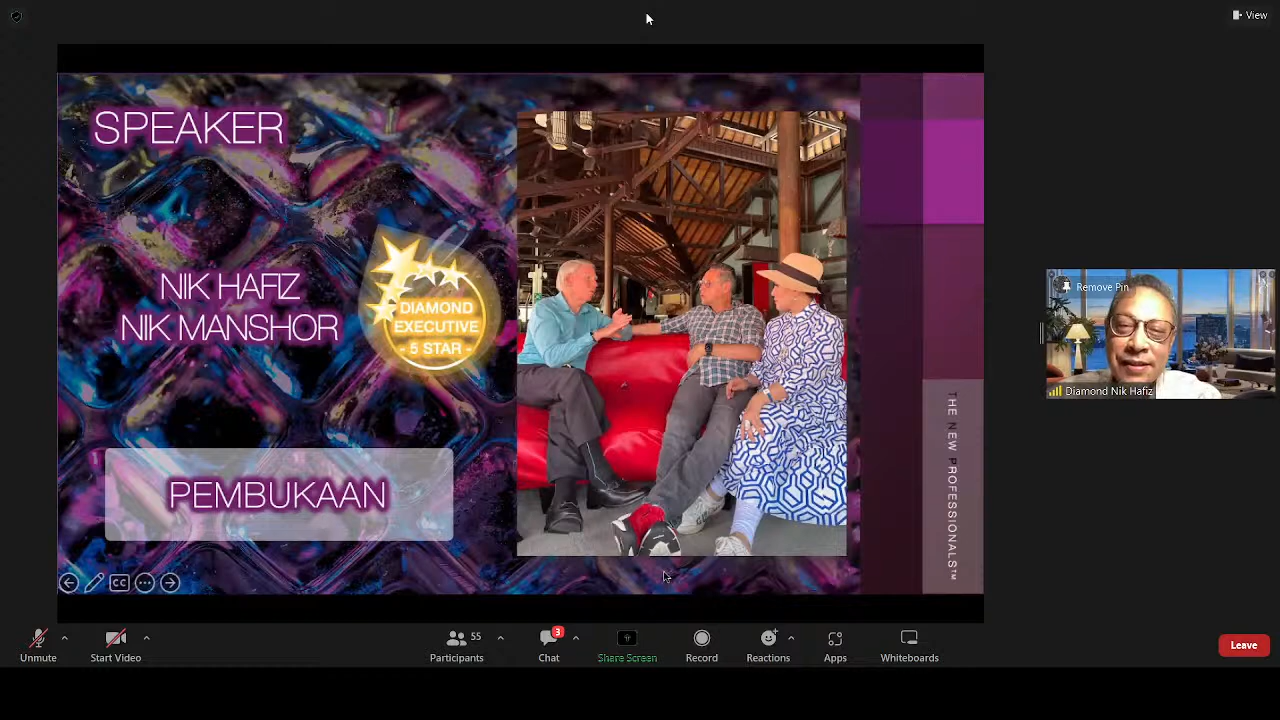 View
SPEAKER
NIK HAFIZ
NIK MANSHOR
DIAMOND
EXECUTIVE
- 5 STAR -
PEMBUKAAN
THE NEW PROFESSIONALS™
CC
Remove Pin
Diamond Nik Hafiz
Unmute
Start Video
55
Participants
3
Chat
Share Screen
Record
Reactions
Apps
Whiteboards
Leave